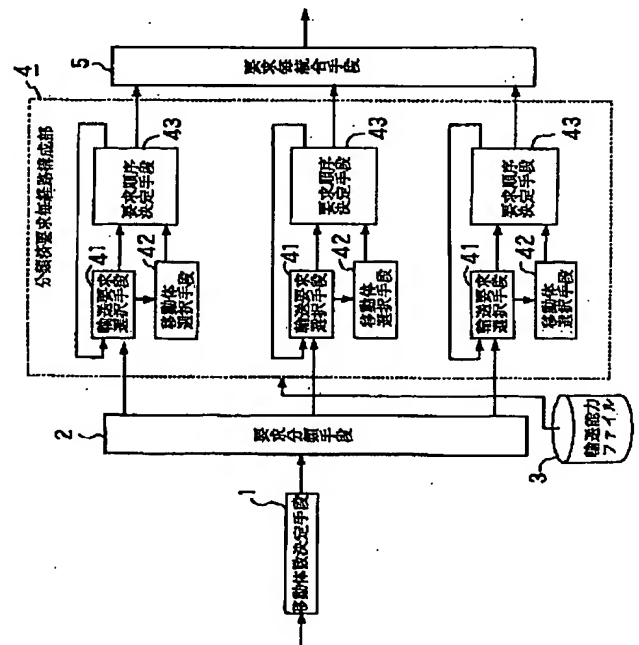 1
移動体数決定手段
2
要求分類手段
3
輸送能力
ファイル
4
分類済要求毎経路構成部
41
輸送要求
選択手段
42
移動体
選択手段
43
要求順序
決定手段
41
輸送要求
選択手段
42
移動体
選択手段
43
要求順序
決定手段
41
輸送要求
選択手段
42
移動体
選択手段
43
要求順序
決定手段
5
要求毎統合手段